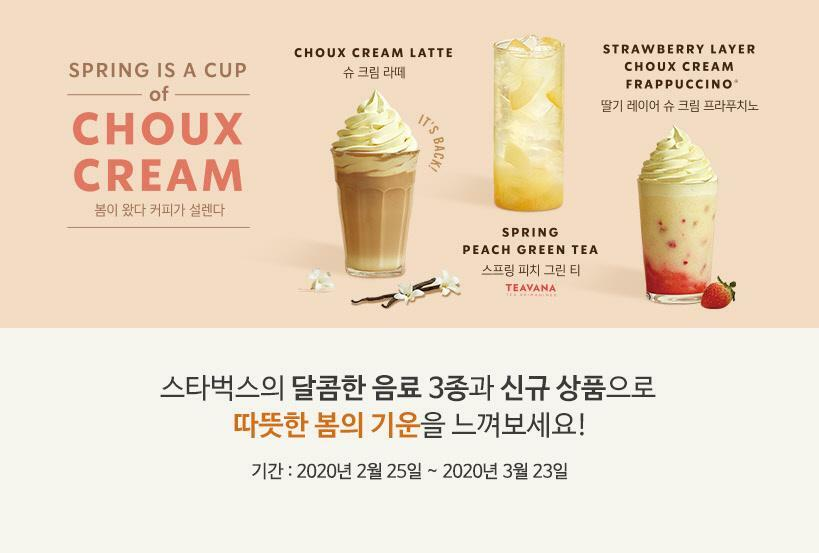 SPRING IS A CUP
of
CHOUX
CREAM
봄이 왔다 커피가 설렌다
CHOUX CREAM LATTE
슈 크림 라떼
IT'S BACK!
SPRING
PEACH GREEN TEA
스프링 피치 그린 티
TEAVANA
TEA REIMAGINED
STRAWBERRY LAYER
CHOUX CREAM
FRAPPUCCINO®
딸기 레이어 슈 크림 프라푸치노
스타벅스의 달콤한 음료 3종과 신규 상품으로
따뜻한 봄의 기운을 느껴보세요!
기간 : 2020년 2월 25일 ~ 2020년 3월 23일